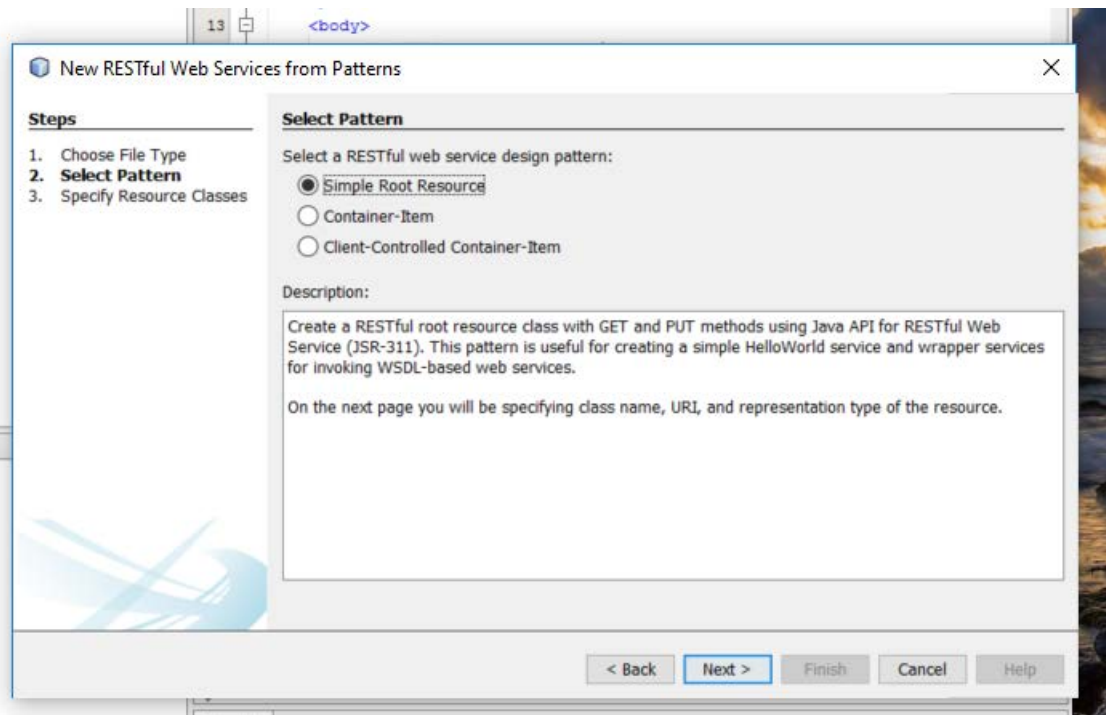 13
<body>
New RESTful Web Services from Patterns
Steps
1. Choose File Type
2. Select Pattern
3. Specify Resource Classes
Select Pattern
Select a RESTful web service design pattern:
Simple Root Resource
Container-Item
Client-Controlled Container-Item
Description:
Create a RESTful root resource class with GET and PUT methods using Java API for RESTful Web
Service (JSR-311). This pattern is useful for creating a simple HelloWorld service and wrapper services
for invoking WSDL-based web services.
On the next page you will be specifying class name, URI, and representation type of the resource.
< Back
Next >
Finish
Cancel
Help